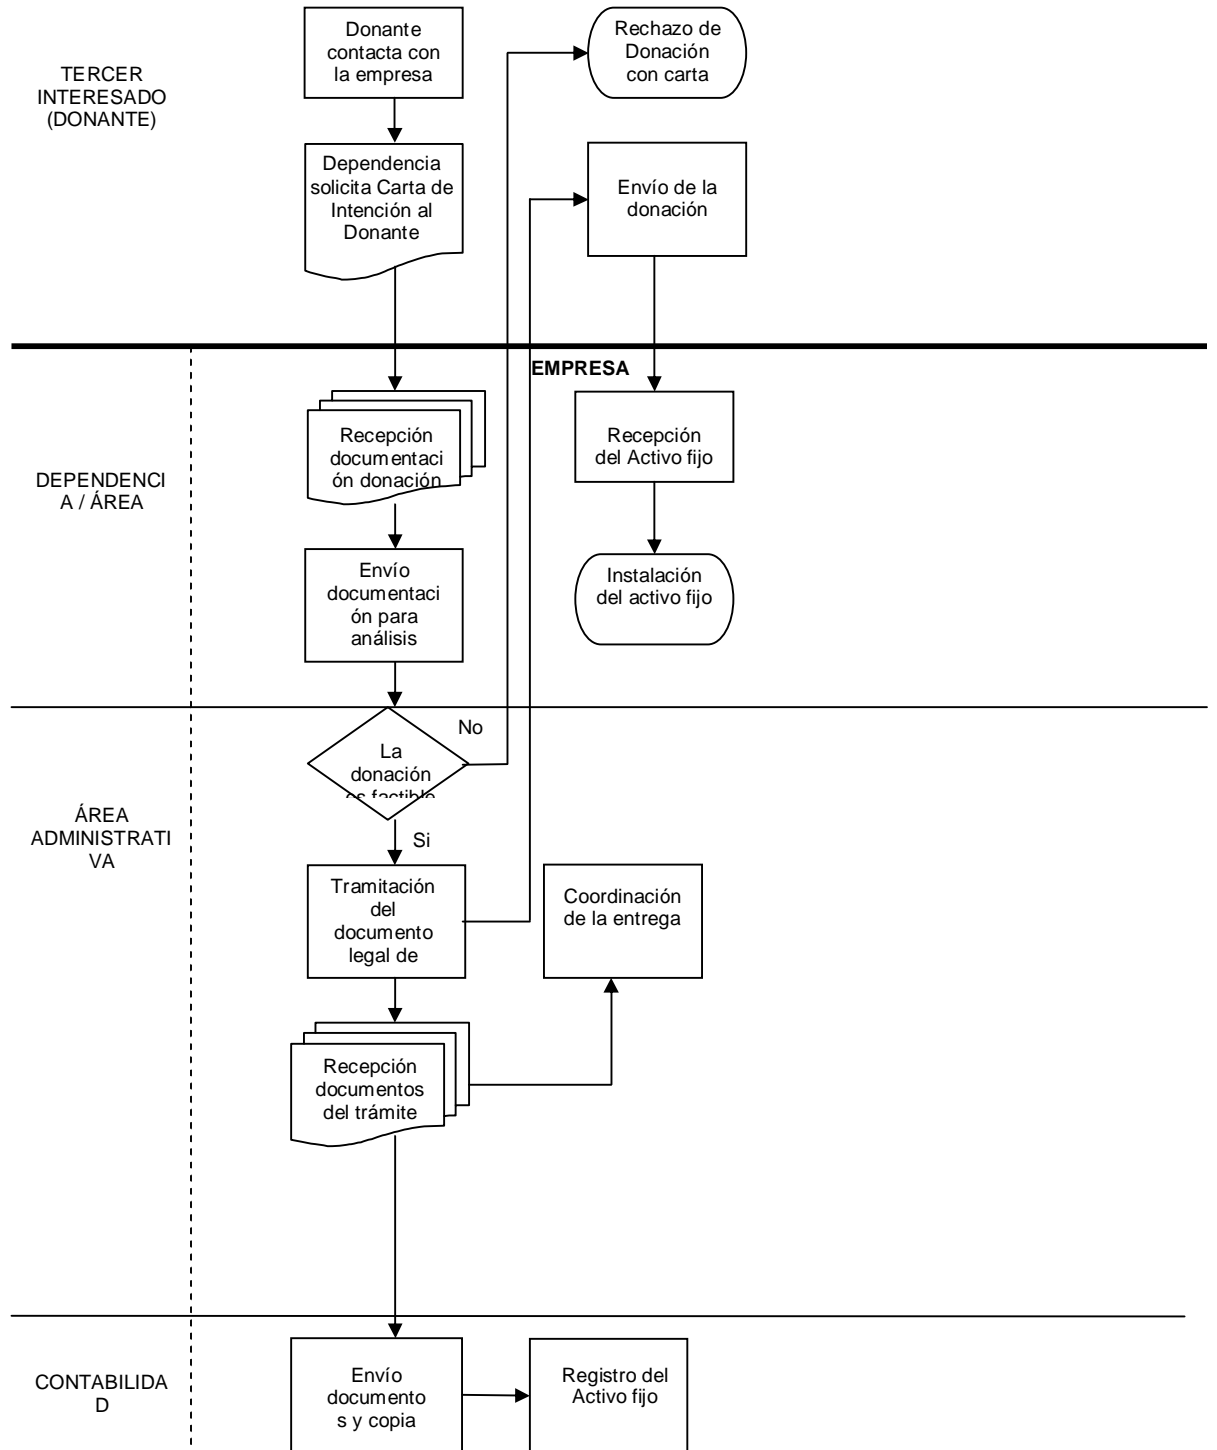 TERCER
INTERESADO
(DONANTE)
Donante
contacta con
la empresa
Rechazo de
Donación
con carta
Dependencia
solicita Carta de
Intención al
Donante
Envío de la
donación
EMPRESA
DEPENDENCI
A / ÁREA
Recepción
documentaci
ón donación
Recepción
del Activo fijo
Envío
documentaci
ón para
análisis
Instalación
del activo fijo
ÁREA
ADMINISTRATI
VA
No
La
donación
es factible
Si
Tramitación
del
documento
legal de
Coordinación
de la entrega
Recepción
documentos
del trámite
CONTABILIDA
D
Envío
documento
s y copia
Registro del
Activo fijo